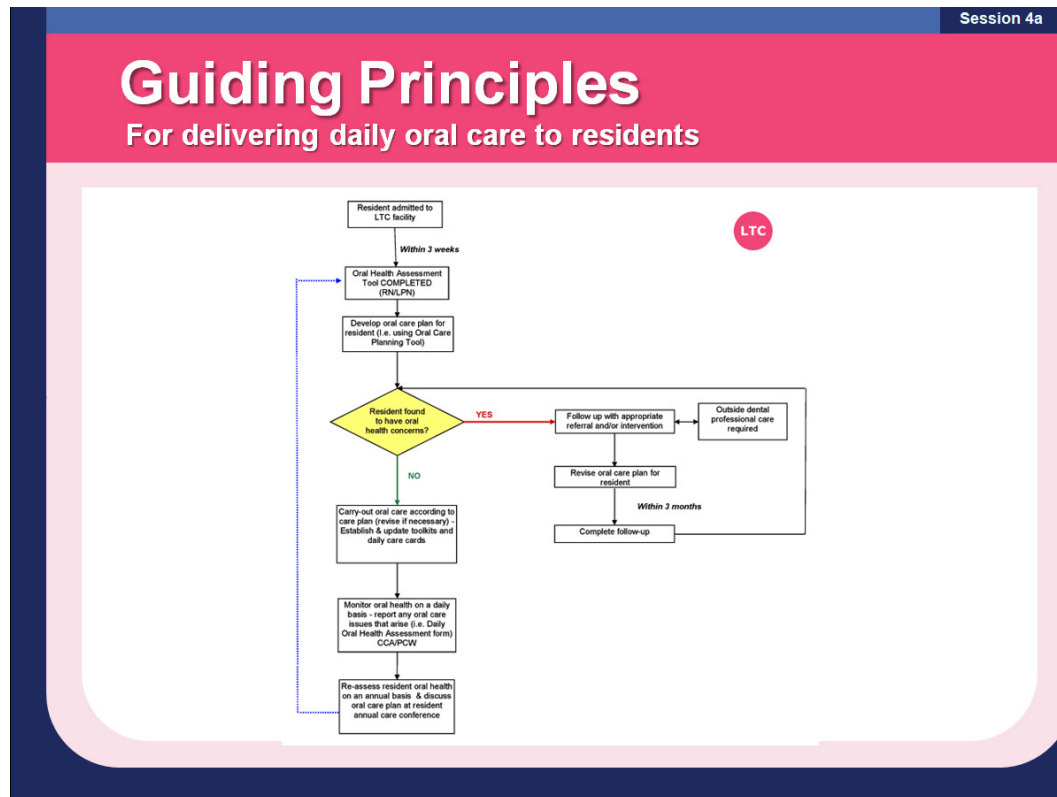 Session 4a
Guiding Principles
For delivering daily oral care to residents
LTC
Resident admitted to
LTC facility
Within 3 weeks
Oral Health Assessment
Tool COMPLETED
(RN/LPN)
Develop oral care plan for
resident (I.e. using Oral Care
Planning Tool)
Resident found
to have oral
health concerns?
YES
Follow up with appropriate
referral and/or intervention
Outside dental
professional care
required
Revise oral care plan for
resident
Within 3 months
Complete follow-up
NO
Carry-out oral care according to
care plan (revise if necessary) -
Establish & update toolkits and
daily care cards
Monitor oral health on a daily
basis - report any oral care
issues that arise (i.e. Daily
Oral Health Assessment form)
CCA/PCW
Re-assess resident oral health
on an annual basis & discuss
oral care plan at resident
annual care conference